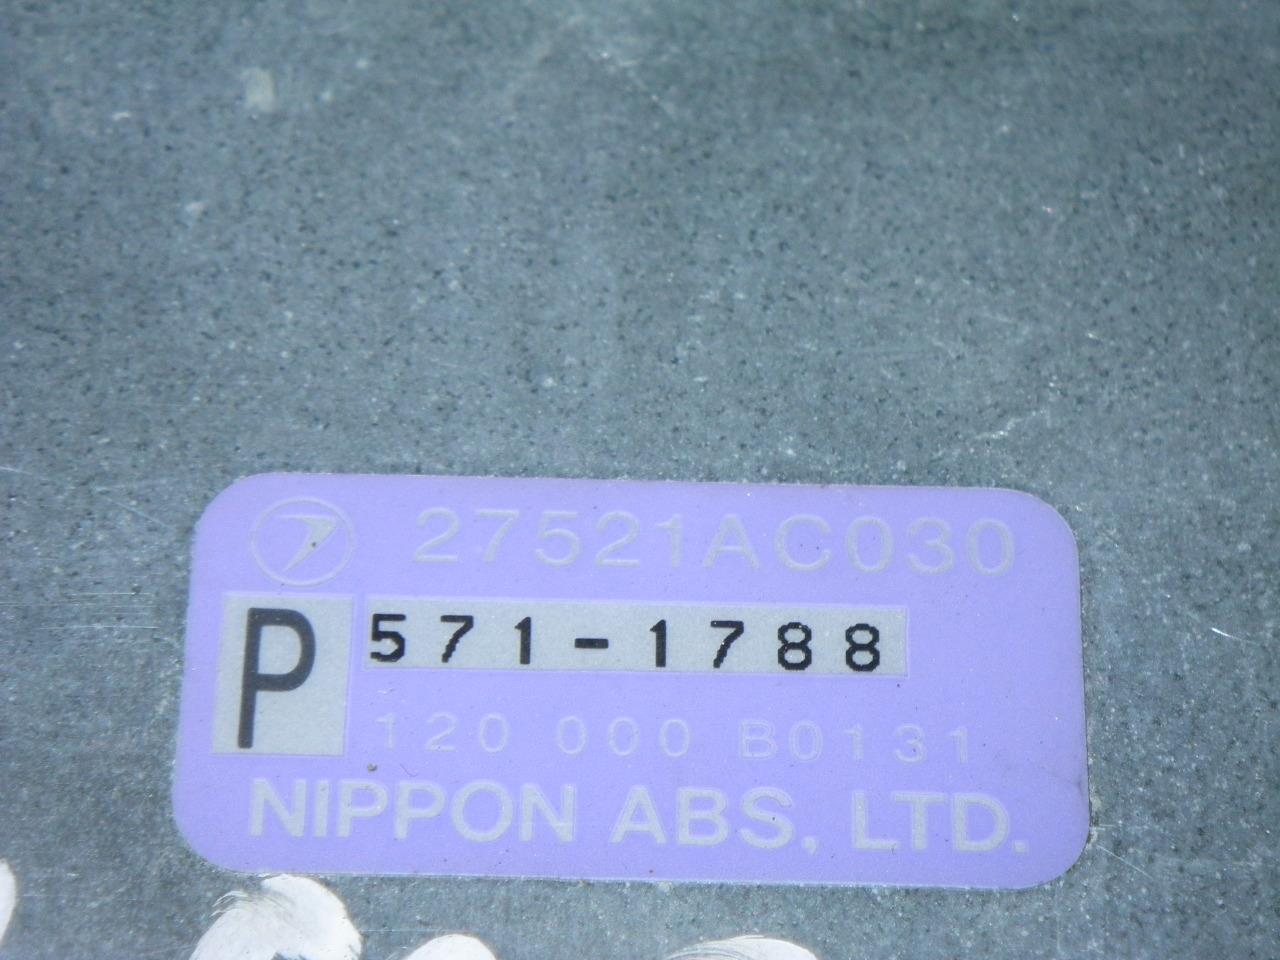 27521AC030
P 571-1788
120 000 B0131
NIPPON ABS, LTD.